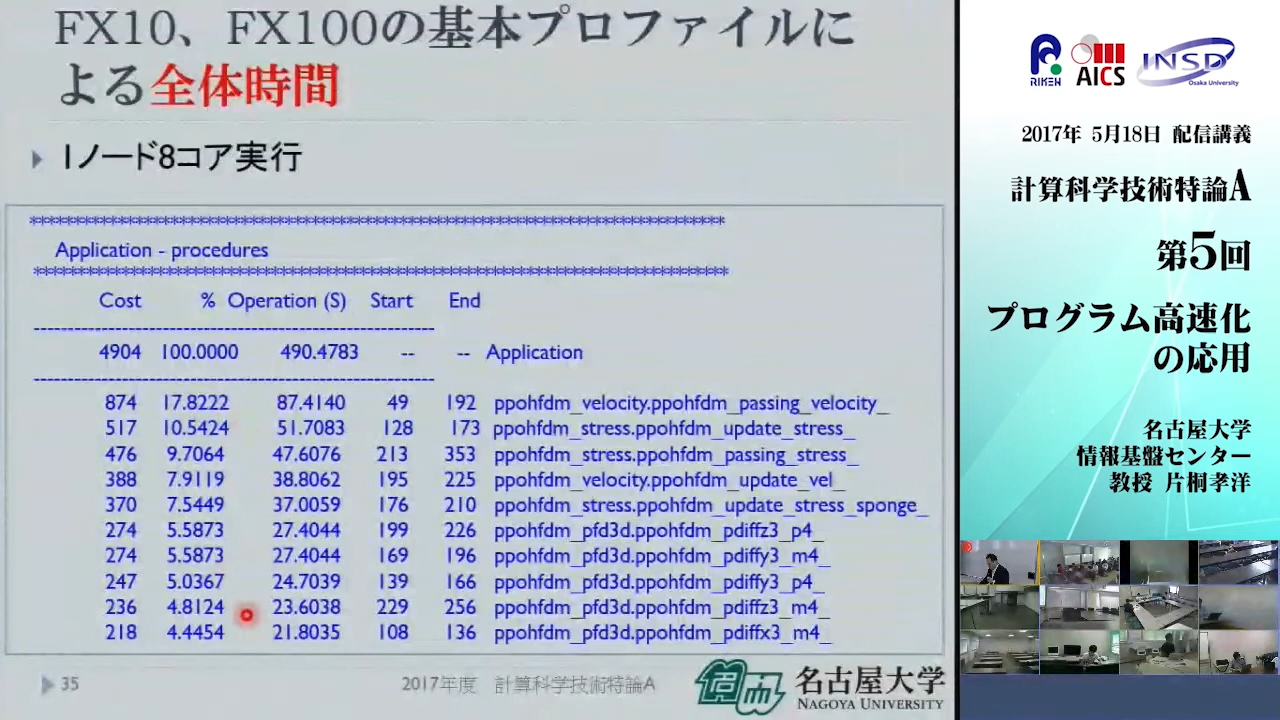 FX10、FX100の基本プロファイルに
よる全体時間
1ノード8コア実行
********************************************************************************
Application - procedures
********************************************************************************
Cost % Operation (S) Start End
------------------------------------------------------------
4904 100.0000 490.4783 -- -- Application
------------------------------------------------------------
874 17.8222 87.4140 49 192 ppohfdm_velocity.ppohfdm_passing_velocity_
517 10.5424 51.7083 128 173 ppohfdm_stress.ppohfdm_update_stress_
476 9.7064 47.6076 213 353 ppohfdm_stress.ppohfdm_passing_stress_
388 7.9119 38.8062 195 225 ppohfdm_velocity.ppohfdm_update_vel_
370 7.5449 37.0059 176 210 ppohfdm_stress.ppohfdm_update_stress_sponge_
274 5.5873 27.4044 199 226 ppohfdm_pfd3d.ppohfdm_pdiffz3_p4_
274 5.5873 27.4044 169 196 ppohfdm_pfd3d.ppohfdm_pdiffy3_m4_
247 5.0367 24.7039 139 166 ppohfdm_pfd3d.ppohfdm_pdiffy3_p4_
236 4.8124 23.6038 229 256 ppohfdm_pfd3d.ppohfdm_pdiffz3_m4_
218 4.4454 21.8035 108 136 ppohfdm_pfd3d.ppohfdm_pdiffx3_m4_
35
2017年度 計算科学技術特論A
名古屋大学
NAGOYA UNIVERSITY
RIKEN
AICS
INSD
Osaka University
2017年 5月18日 配信講義
計算科学技術特論A
第5回
プログラム高速化
の応用
名古屋大学
情報基盤センター
教授 片桐孝洋